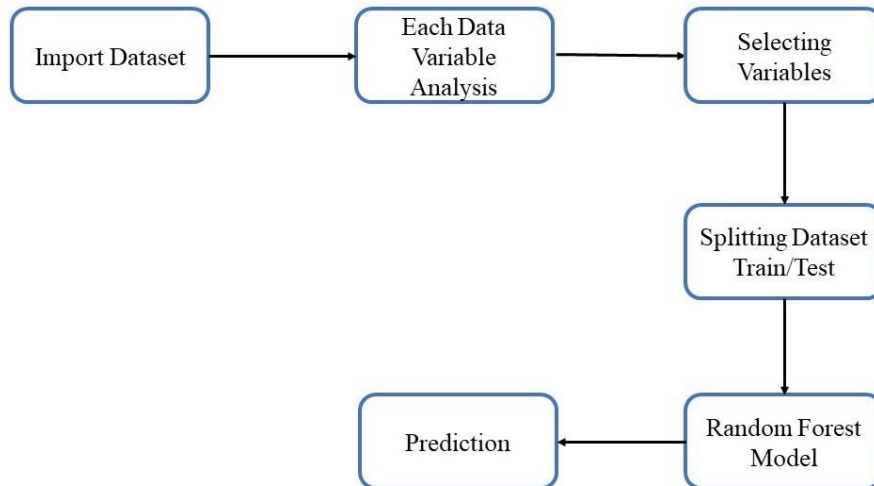 Import Dataset
Each Data
Variable
Analysis
Selecting
Variables
Splitting Dataset
Train/Test
Random Forest
Model
Prediction